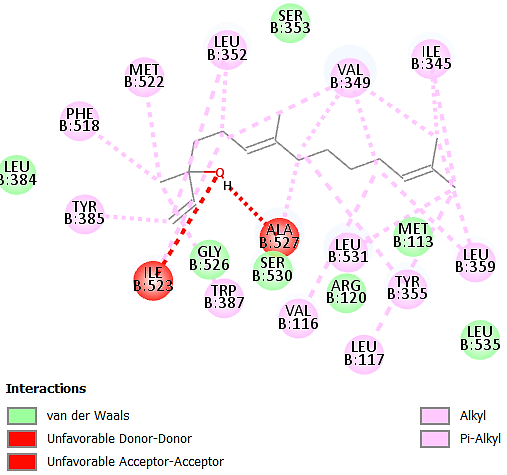 SER
B:353
LEU
B:352
ILE
B:345
VAL
B:349
MET
B:522
PHE
B:518
LEU
B:384
O
H
TYR
B:385
MET
B:113
ALA
B:527
GLY
B:526
LEU
B:531
LEU
B:359
SER
B:530
ILE
B:523
TYR
B:355
ARG
B:120
TRP
B:387
VAL
B:116
LEU
B:535
LEU
B:117
Interactions
van der Waals
Unfavorable Donor-Donor
Unfavorable Acceptor-Acceptor
Alkyl
Pi-Alkyl